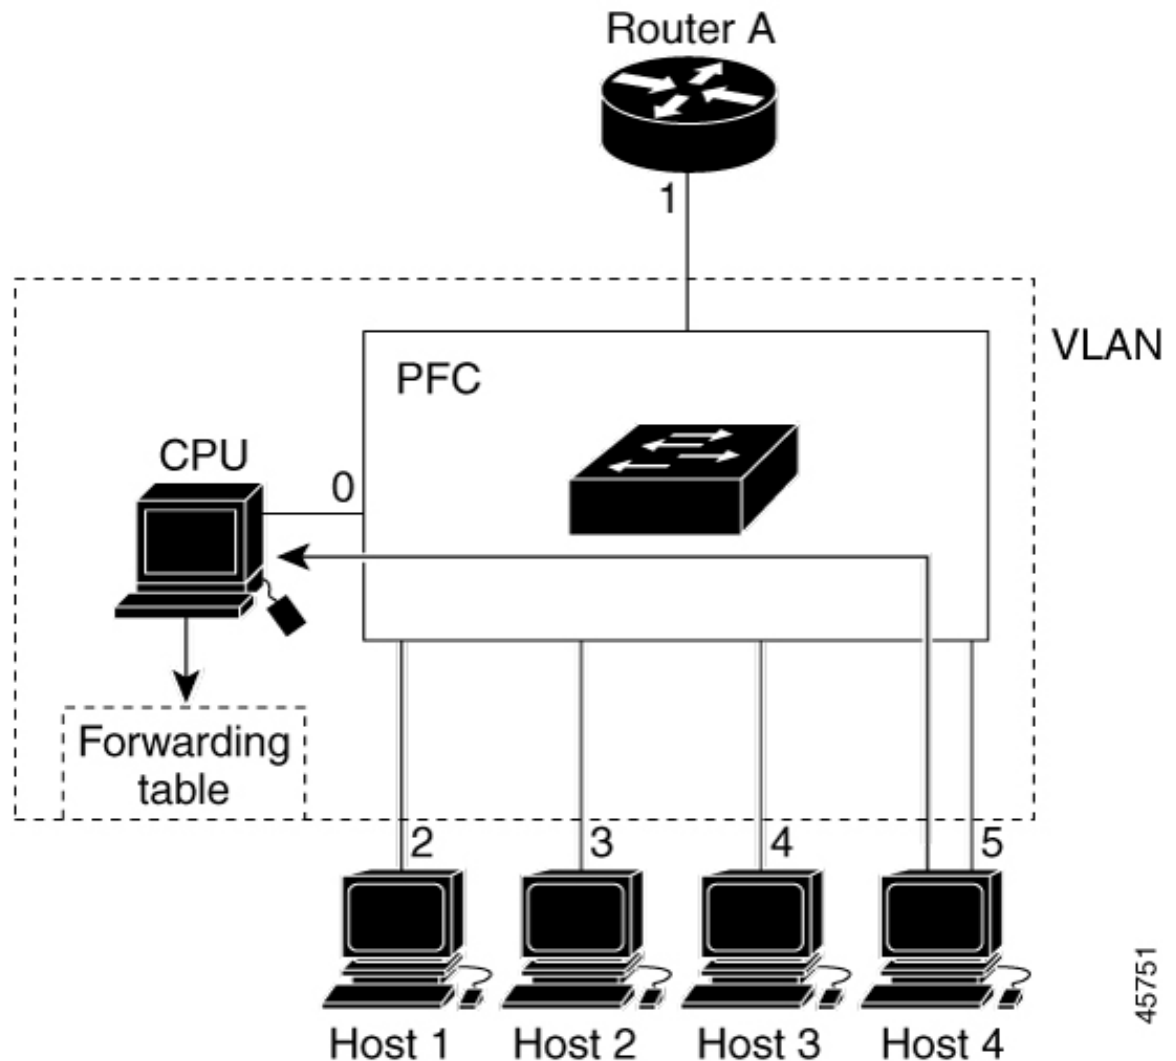 Router A
1
VLAN
PFC
CPU
0
Forwarding
table
2
3
4
5
Host 1
Host 2
Host 3
Host 4
45751